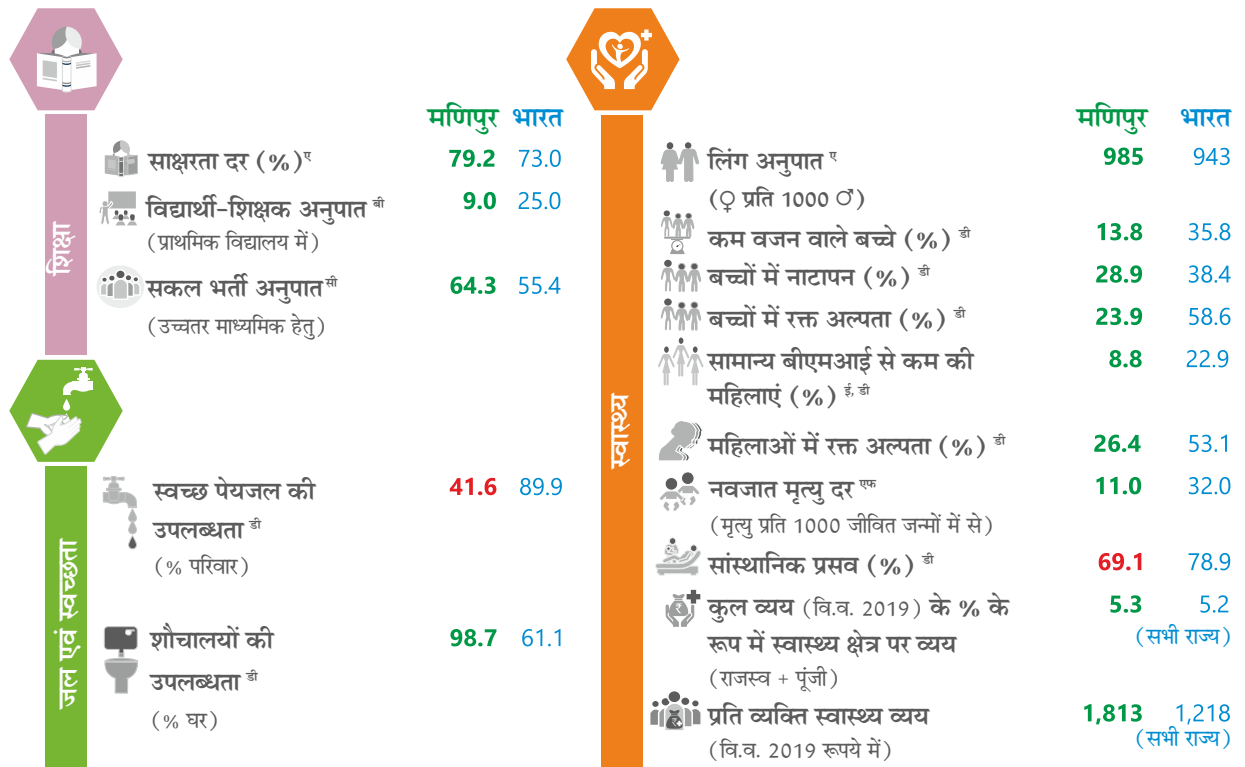 मणिपुर भारत
साक्षरता दर (%)ए 79.2 73.0
विद्यार्थी-शिक्षक अनुपात बी 9.0 25.0
(प्राथमिक विद्यालय में)
शिक्षा
सकल भर्ती अनुपात सी 64.3 55.4
(उच्चतर माध्यमिक हेतु)
स्वच्छ पेयजल की 41.6 89.9
उपलब्धता डी
(% परिवार)
जल एवं स्वच्छता
शौचालयों की 98.7 61.1
उपलब्धता डी
(% घर)
मणिपुर भारत
लिंग अनुपात ए 985 943
(♀ प्रति 1000 ♂)
कम वजन वाले बच्चे (%) डी 13.8 35.8
बच्चों में नाटापन (%) डी 28.9 38.4
बच्चों में रक्त अल्पता (%) डी 23.9 58.6
सामान्य बीएमआई से कम की 8.8 22.9
महिलाएं (%) ई, डी
स्वास्थ्य
महिलाओं में रक्त अल्पता (%) डी 26.4 53.1
नवजात मृत्यु दर एफ 11.0 32.0
(मृत्यु प्रति 1000 जीवित जन्मों में से)
सांस्थानिक प्रसव (%) डी 69.1 78.9
कुल व्यय (वि.व. 2019) के % के 5.3 5.2
रूप में स्वास्थ्य क्षेत्र पर व्यय (सभी राज्य)
(राजस्व + पूंजी)
प्रति व्यक्ति स्वास्थ्य व्यय 1,813 1,218
(वि.व. 2019 रूपये में) (सभी राज्य)